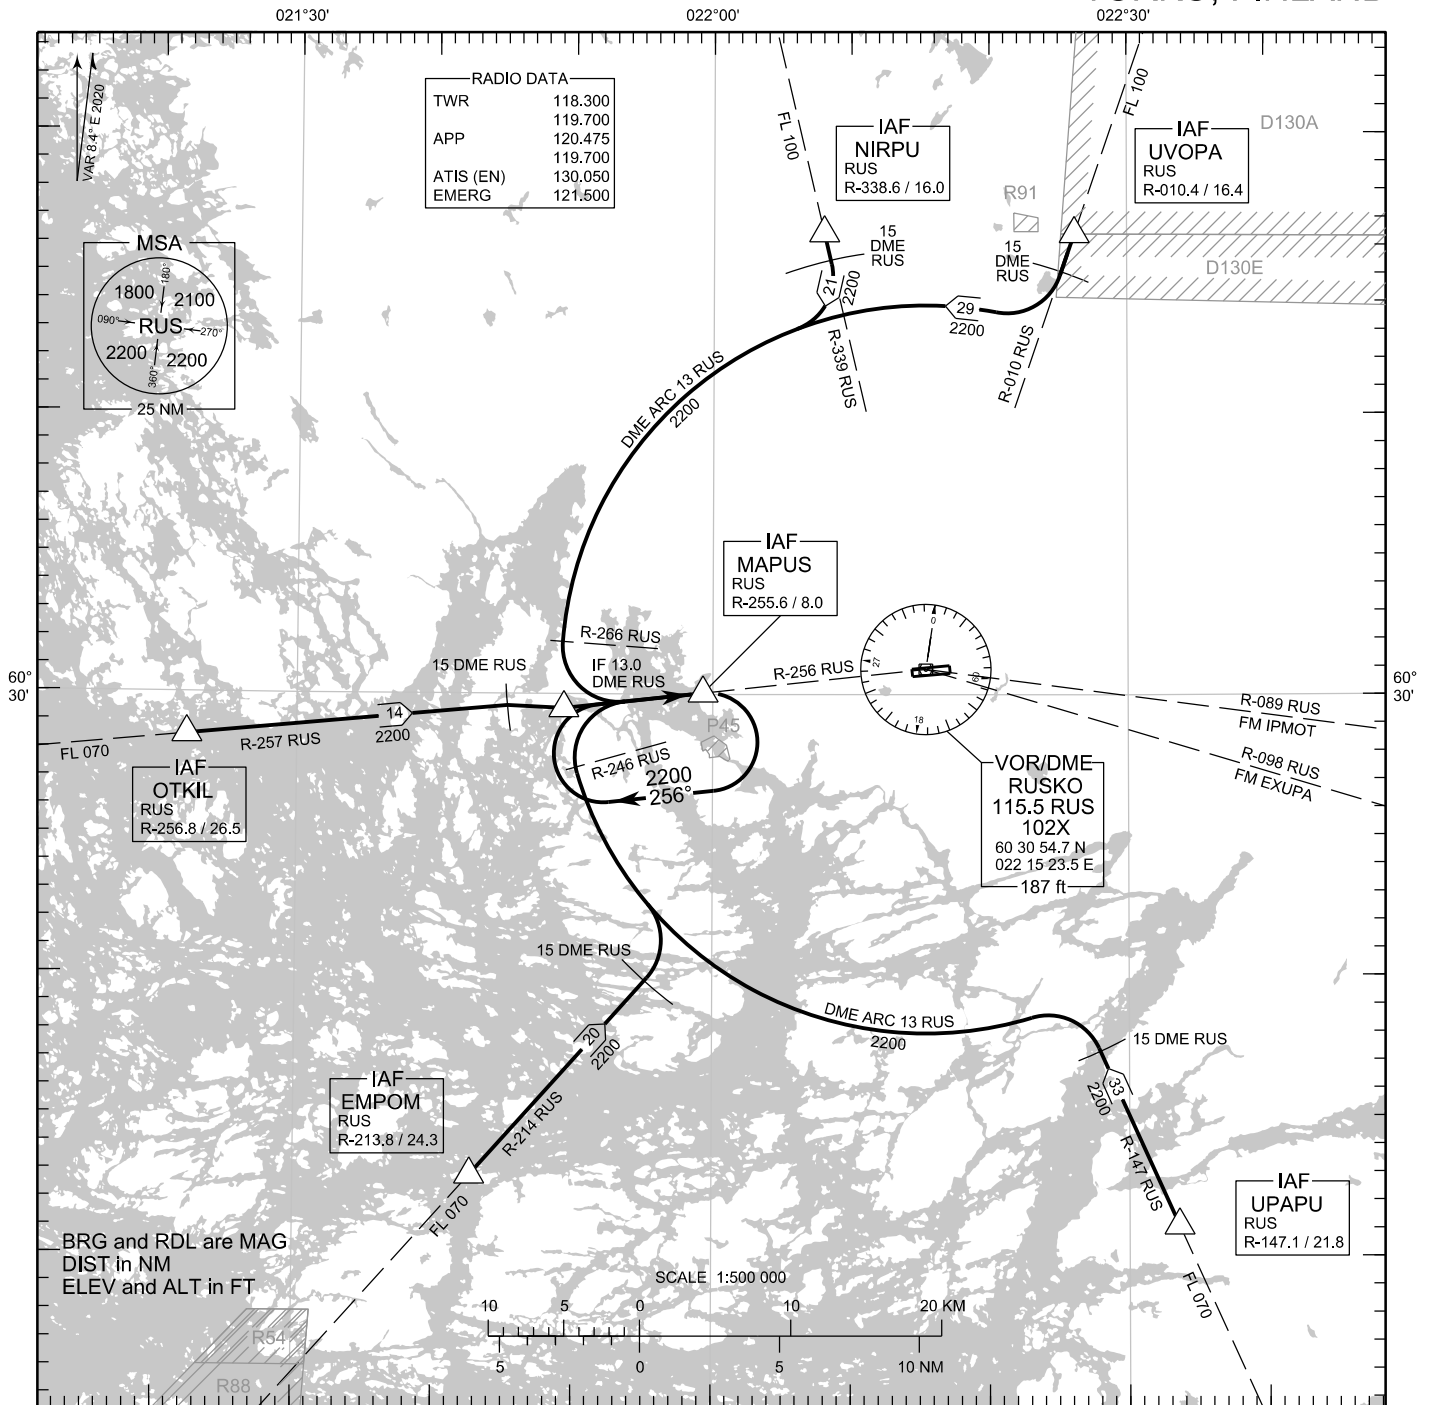 021°30'
022°00'
022°30'
VAR 8.4° E 2020
RADIO DATA
TWR 118.300
119.700
APP 120.475
119.700
ATIS (EN) 130.050
EMERG 121.500
FL 100
IAF
NIRPU
RUS
R-338.6 / 16.0
FL 100
IAF
UVOPA
RUS
R-010.4 / 16.4
D130A
R91
D130E
MSA
1800
180°
2100
090°
RUS
270°
2200
360°
2200
25 NM
15
DME
RUS
15
DME
RUS
21
2200
29
2200
R-339 RUS
R-010 RUS
DME ARC 13 RUS
2200
IAF
MAPUS
RUS
R-255.6 / 8.0
R-266 RUS
IF 13.0
DME RUS
15 DME RUS
R-256 RUS
0
27
09
18
60°
30'
60°
30'
R-089 RUS
FM IPMOT
R-098 RUS
FM EXUPA
14
2200
R-257 RUS
FL 070
P45
R-246 RUS
2200
256°
IAF
OTKIL
RUS
R-256.8 / 26.5
VOR/DME
RUSKO
115.5 RUS
102X
60 30 54.7 N
022 15 23.5 E
187 ft
15 DME RUS
DME ARC 13 RUS
2200
15 DME RUS
20
2200
33
2200
IAF
EMPOM
RUS
R-213.8 / 24.3
R-214 RUS
R-147 RUS
FL 070
IAF
UPAPU
RUS
R-147.1 / 21.8
FL 070
BRG and RDL are MAG
DIST in NM
ELEV and ALT in FT
SCALE 1:500 000
10 5 0 10 20 KM
5 0 5 10 NM
R54
R88